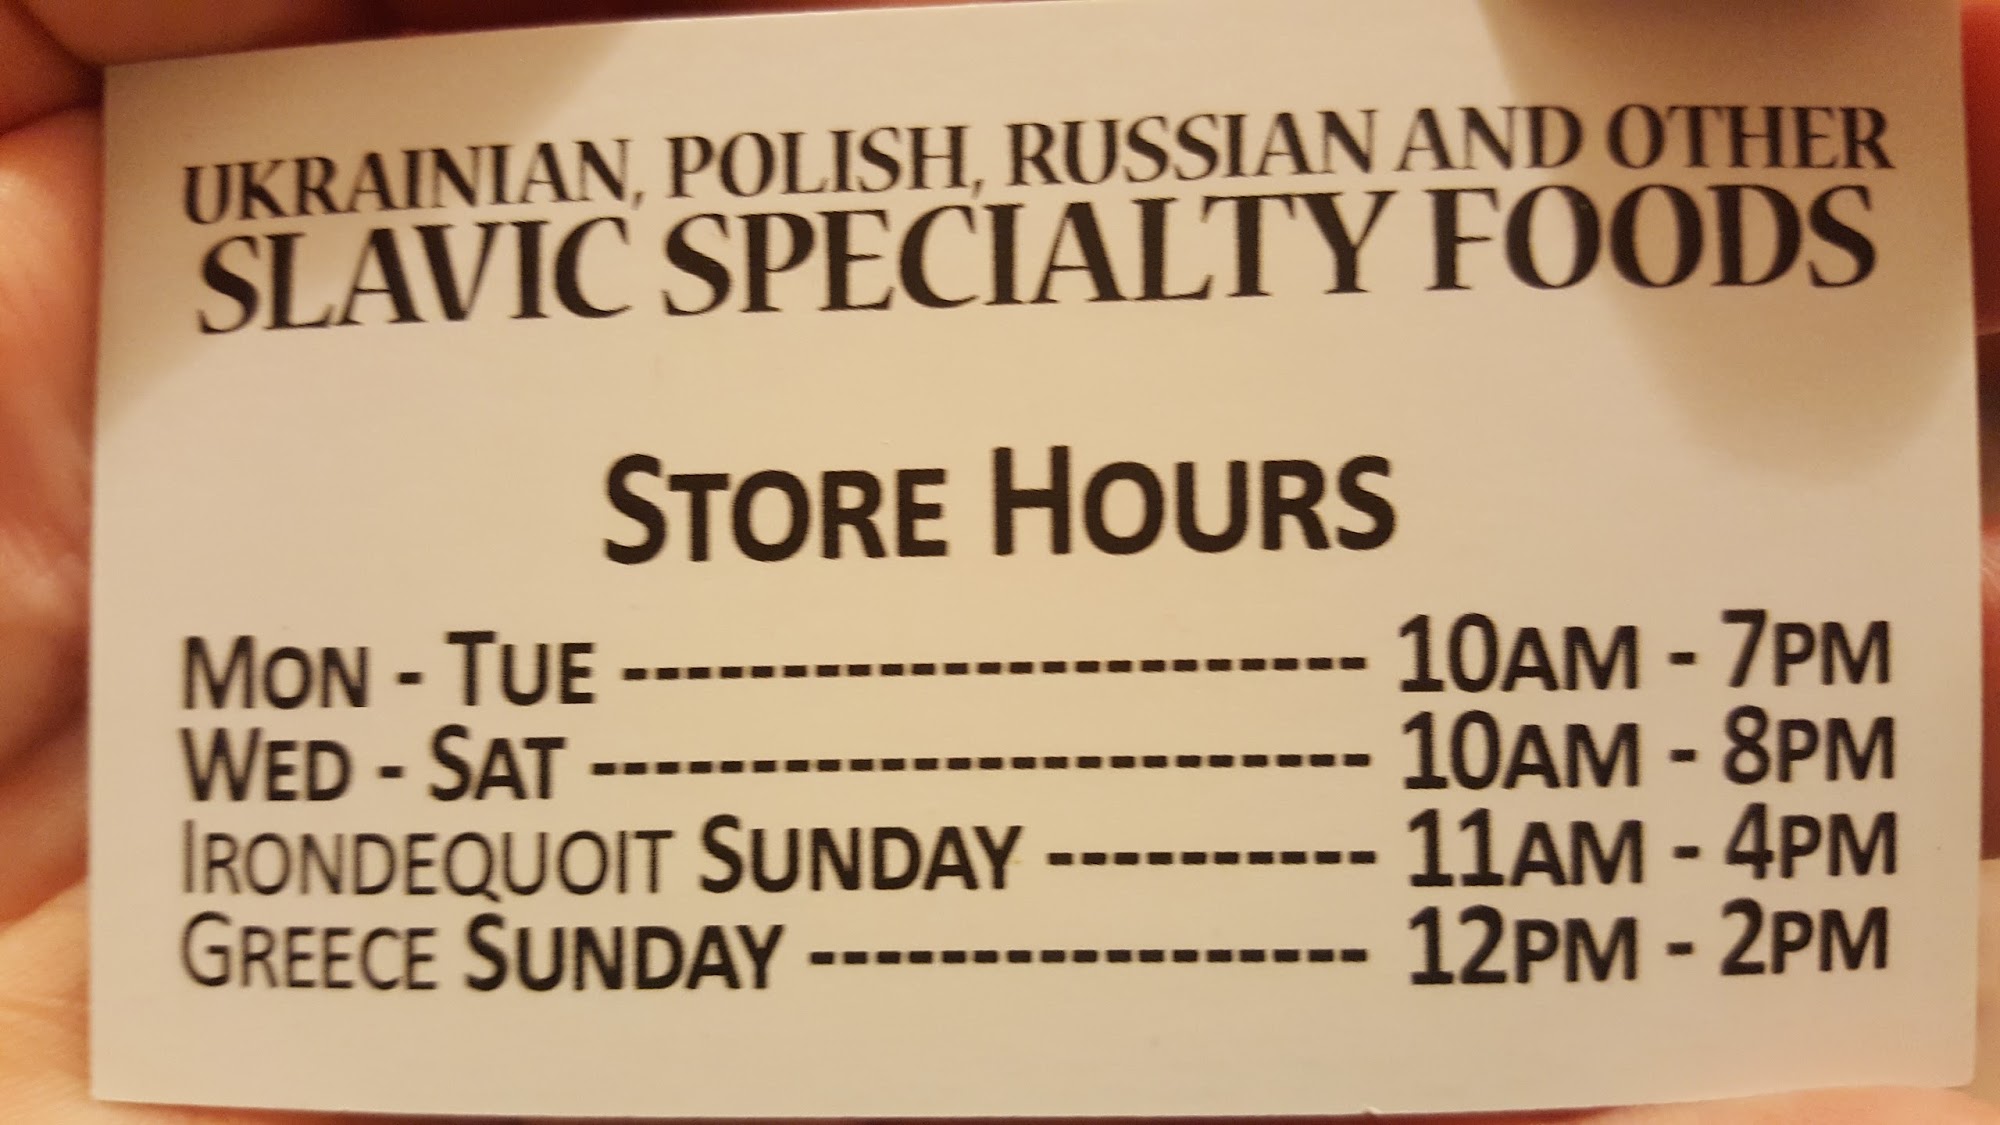 UKRAINIAN, POLISH, RUSSIAN AND OTHER
SLAVIC SPECIALTY FOODS
STORE HOURS
MON - TUE ----------------------- 10AM - 7PM
WED - SAT ------------------------ 10AM - 8PM
IRONDEQUOIT SUNDAY ---------- 11AM - 4PM
GREECE SUNDAY ----------------- 12PM - 2PM